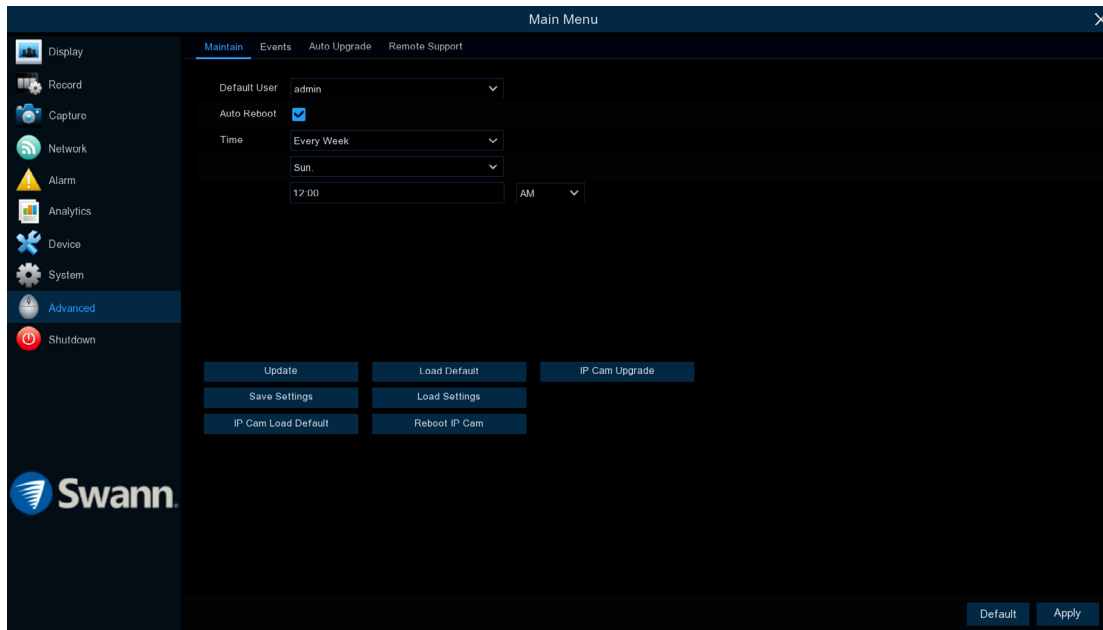 Main Menu
Display
Record
Capture
Network
Alarm
Analytics
Device
System
Advanced
Shutdown
Swann.
Maintain Events Auto Upgrade Remote Support
Default User admin
Auto Reboot
Time Every Week
Sun.
12:00 AM
Update Load Default IP Cam Upgrade
Save Settings Load Settings
IP Cam Load Default Reboot IP Cam
Default Apply